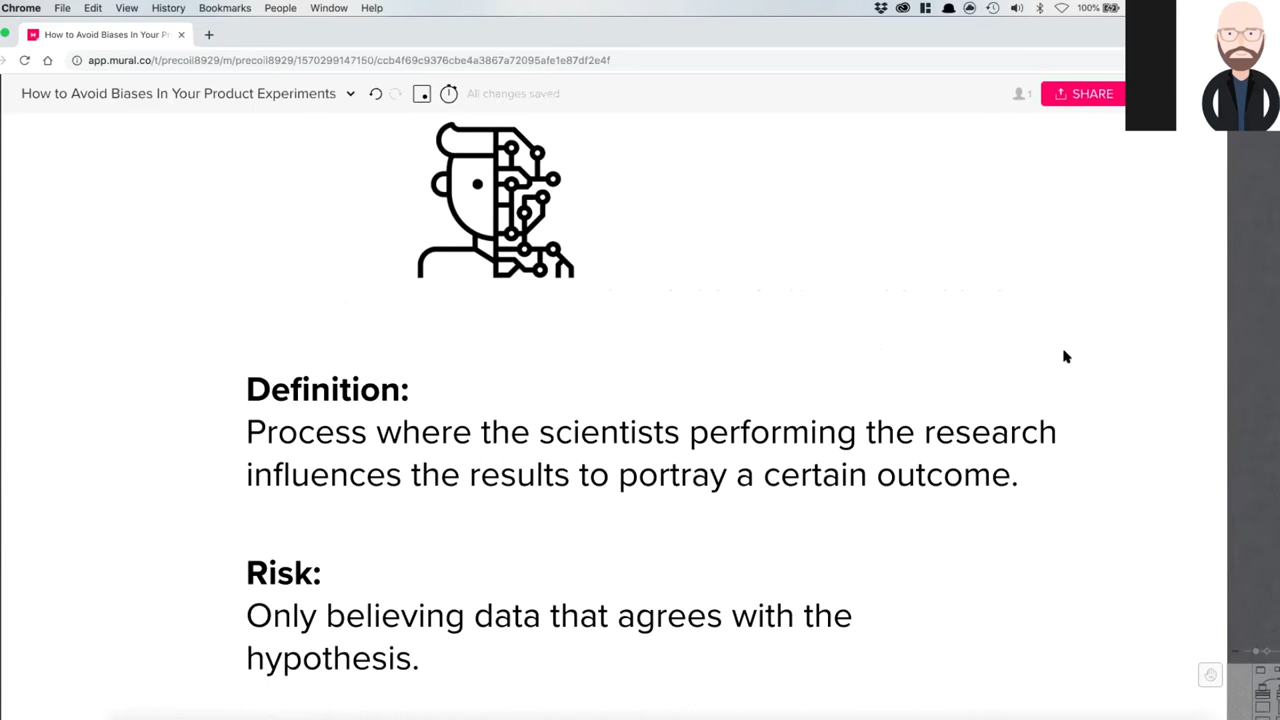 Chrome File Edit View History Bookmarks People Window Help 100%
How to Avoid Biases In Your Pr
app.mural.co/t/precoil8929/m/precoil8929/1570299147150/ccb4f69c9376cbe4a3867a72095afe1e87df2e4f
How to Avoid Biases In Your Product Experiments All changes saved 1 SHARE
Definition:
Process where the scientists performing the research
influences the results to portray a certain outcome.
Risk:
Only believing data that agrees with the
hypothesis.